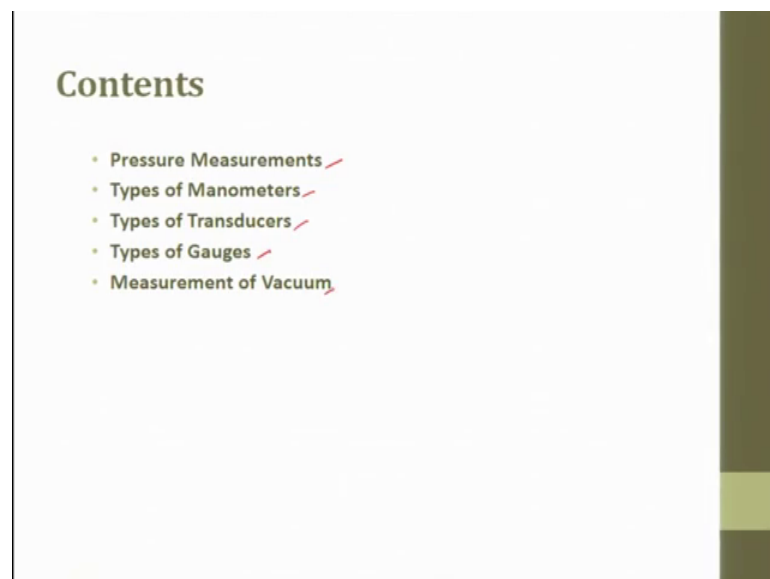 Contents
Pressure Measurements
Types of Manometers
Types of Transducers
Types of Gauges
Measurement of Vacuum